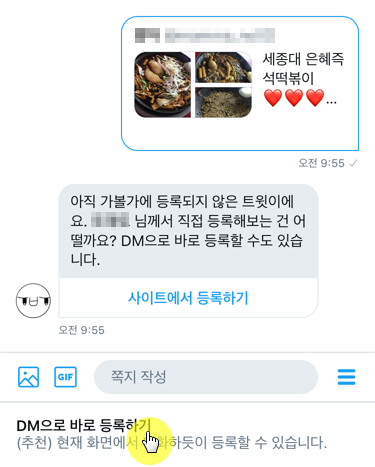 세종대 은혜즉
석떡볶이
❤❤❤...
오전 9:55 ✓
아직 가볼가에 등록되지 않은 트윗이에
요. 님께서 직접 등록해보는 건 어
떨까요? DM으로 바로 등록할 수도 있습
니다.
사이트에서 등록하기
오전 9:55
GIF
쪽지 작성
DM으로 바로 등록하기
(추천) 현재 화면에서 화하듯이 등록할 수 있습니다.